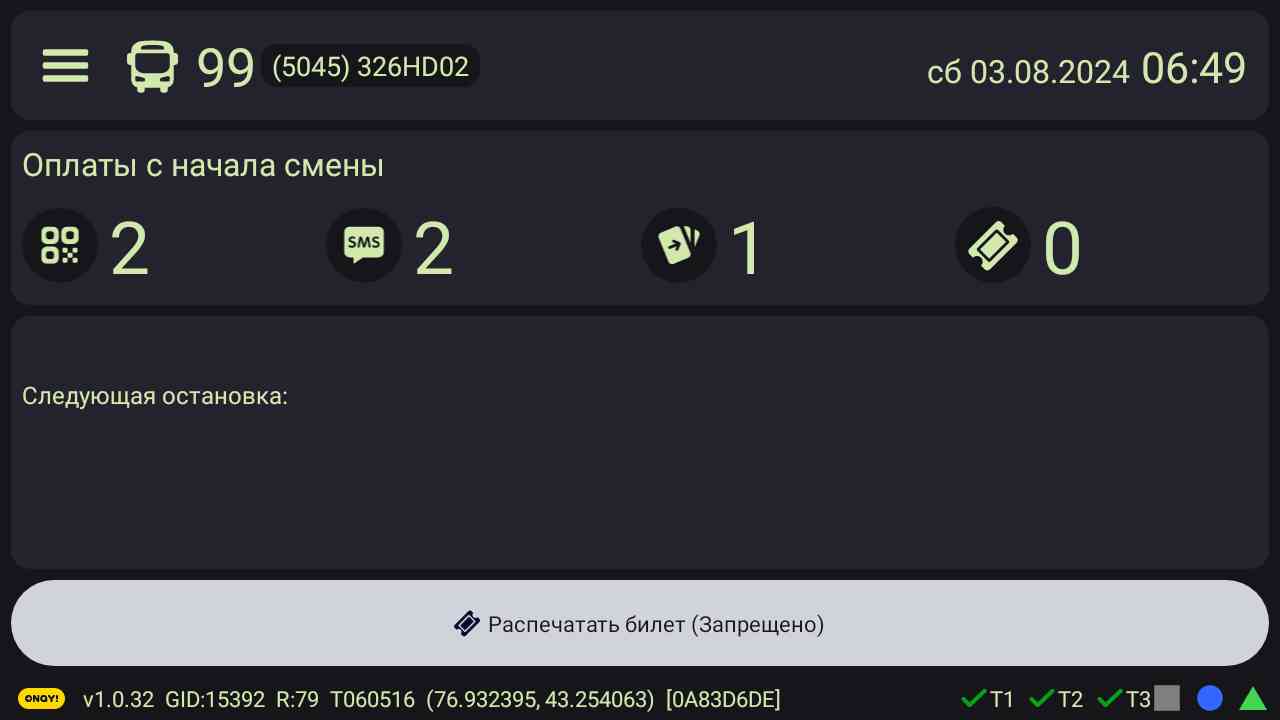 99 (5045) 326HD02 сб 03.08.2024 06:49
Оплаты с начала смены
2 SMS 2 1 0
Следующая остановка:
Распечатать билет (Запрещено)
ONAY! v1.0.32 GID:15392 R:79 T060516 (76.932395, 43.254063) [0A83D6DE] T1 T2 T3